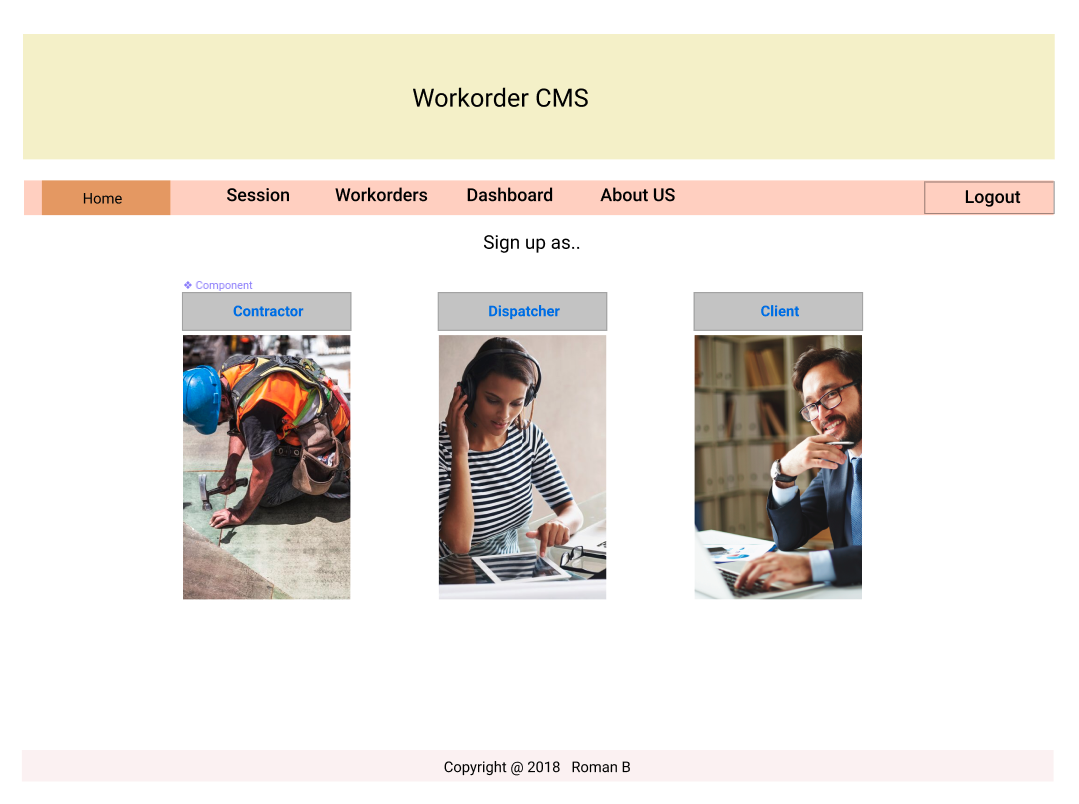 Workorder CMS
Home Session Workorders Dashboard About US Logout
Sign up as..
❖ Component
Contractor Dispatcher Client
Copyright @ 2018 Roman B